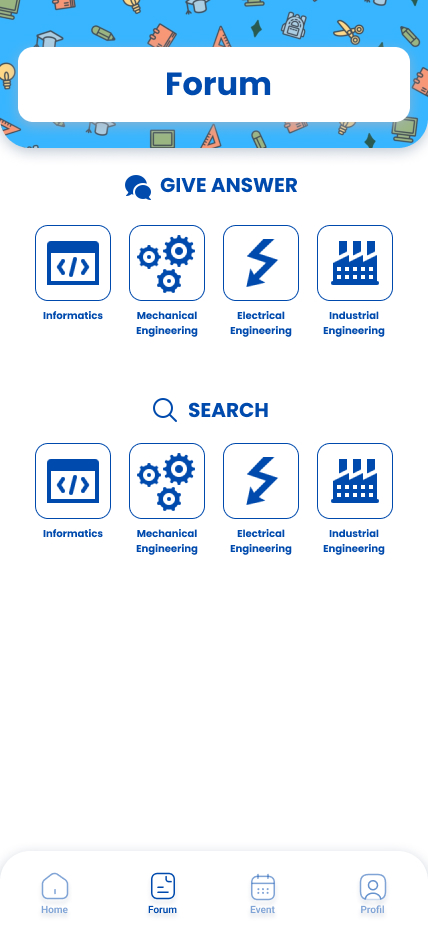 Forum
GIVE ANSWER
Informatics
Mechanical
Engineering
Electrical
Engineering
Industrial
Engineering
SEARCH
Informatics
Mechanical
Engineering
Electrical
Engineering
Industrial
Engineering
Home
Forum
Event
Profil